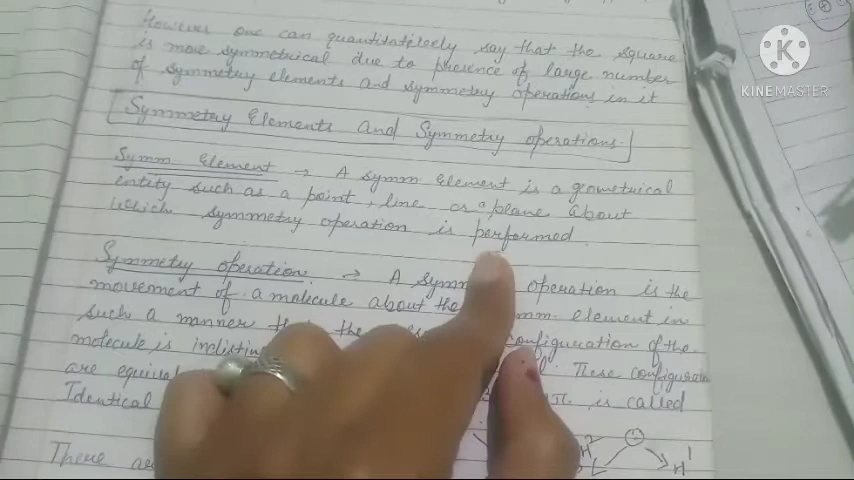 However one can quantitatively say that the square
is more symmetrical due to presence of large number
of symmetry elements and symmetry operations in it
Symmetry Elements and Symmetry operations.
Symm Element → A symm Element is a geometrical
entity such as a point, line or a plane about
which symmetry operation is performed.
Symmetry operation → A symm operation is the
movement of a molecule about the symm. element in
such a manner the configuration of the
molecule is These configurat
are is called
Identical
There are
H H
KINEMASTER